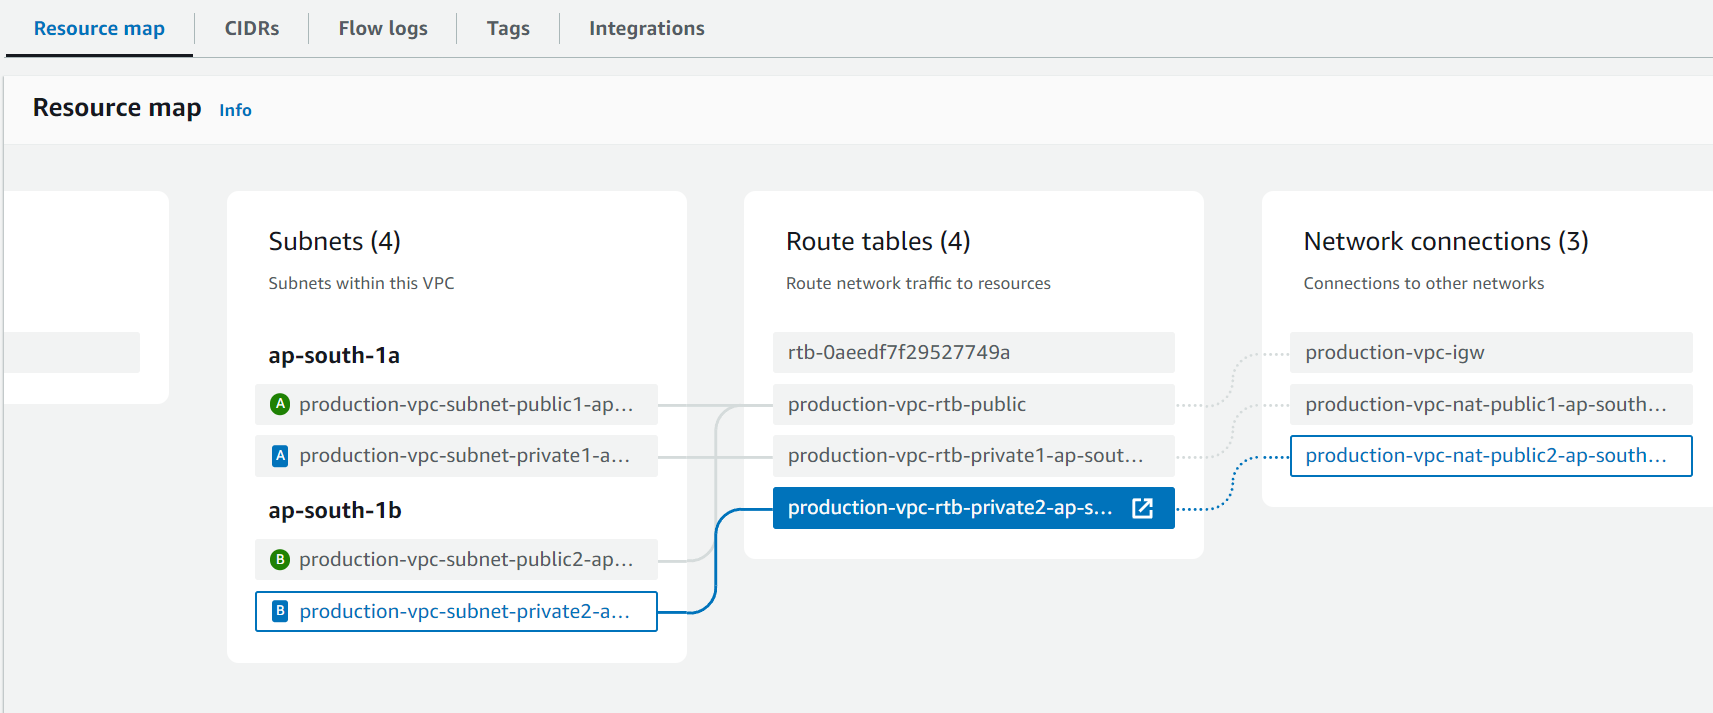 Resource map
CIDRs
Flow logs
Tags
Integrations
Resource map Info
Subnets (4)
Subnets within this VPC
ap-south-1a
A production-vpc-subnet-public1-ap...
A production-vpc-subnet-private1-a...
ap-south-1b
B production-vpc-subnet-public2-ap...
B production-vpc-subnet-private2-a...
Route tables (4)
Route network traffic to resources
rtb-0aeedf7f29527749a
production-vpc-rtb-public
production-vpc-rtb-private1-ap-sout...
production-vpc-rtb-private2-ap-s...
Network connections (3)
Connections to other networks
production-vpc-igw
production-vpc-nat-public1-ap-south...
production-vpc-nat-public2-ap-south...